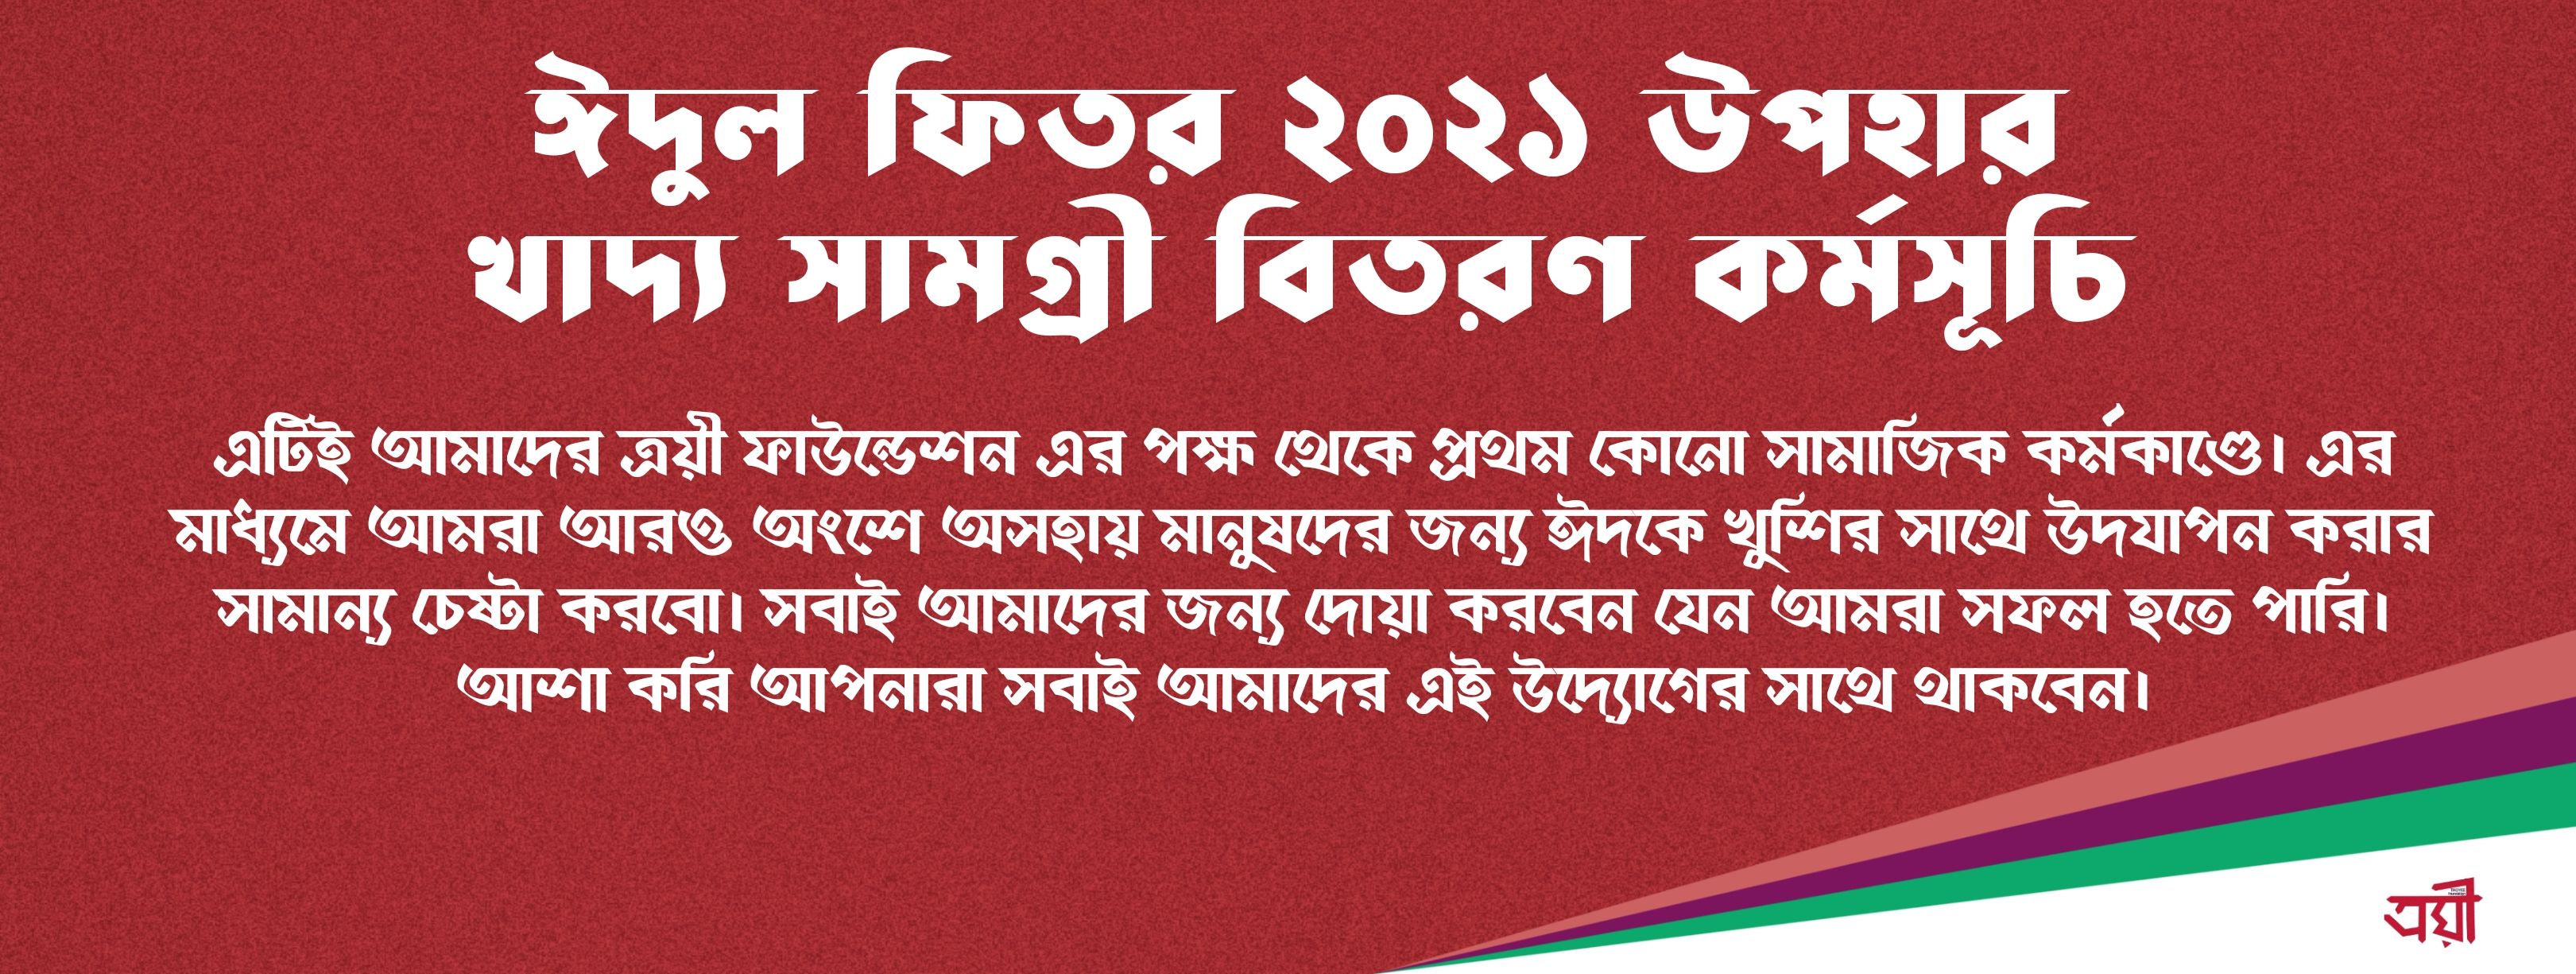 ঈদুল ফিতর ২০২১ উপহার
খাদ্য সামগ্রী বিতরণ কর্মসূচি
এটিই আমাদের ত্রয়ী ফাউন্ডেশন এর পক্ষ থেকে প্রথম কোনো সামাজিক কর্মকাণ্ডে। এর
মাধ্যমে আমরা আরও অংশে অসহায় মানুষদের জন্য ঈদকে খুশির সাথে উদযাপন করার
সামান্য চেষ্টা করবো। সবাই আমাদের জন্য দোয়া করবেন যেন আমরা সফল হতে পারি।
আশা করি আপনারা সবাই আমাদের এই উদ্যোগের সাথে থাকবেন।
ত্রয়ী